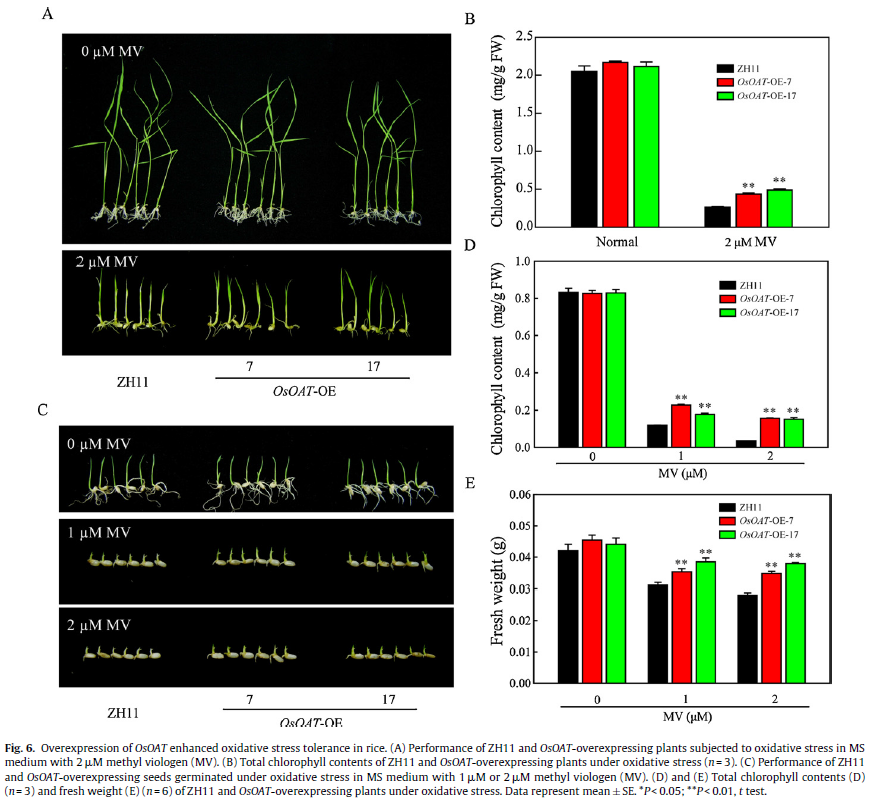 A
0 μM MV
2 μM MV
ZH11
7
17
OsOAT-OE
B
Chlorophyll content (mg/g FW)
2.5
2.0
1.5
1.0
0.5
0.0
ZH11
OsOAT-OE-7
OsOAT-OE-17
**
**
Normal
2 μM MV
C
0 μM MV
1 μM MV
2 μM MV
ZH11
7
17
OsOAT-OE
D
Chlorophyll content (mg/g FW)
1.0
0.8
0.6
0.4
0.2
0.0
ZH11
OsOAT-OE-7
OsOAT-OE-17
**
**
**
**
0
1
2
MV (μM)
E
Fresh weight (g)
0.06
0.05
0.04
0.03
0.02
0.01
0.00
ZH11
OsOAT-OE-7
OsOAT-OE-17
**
**
**
**
0
1
2
MV (μM)
Fig. 6. Overexpression of OsOAT enhanced oxidative stress tolerance in rice. (A) Performance of ZH11 and OsOAT-overexpressing plants subjected to oxidative stress in MS
medium with 2 μM methyl viologen (MV). (B) Total chlorophyll contents of ZH11 and OsOAT-overexpressing plants under oxidative stress (n = 3). (C) Performance of ZH11
and OsOAT-overexpressing seeds germinated under oxidative stress in MS medium with 1 μM or 2 μM methyl viologen (MV). (D) and (E) Total chlorophyll contents (D)
(n = 3) and fresh weight (E) (n = 6) of ZH11 and OsOAT-overexpressing plants under oxidative stress. Data represent mean ± SE. *P < 0.05; **P < 0.01, t test.